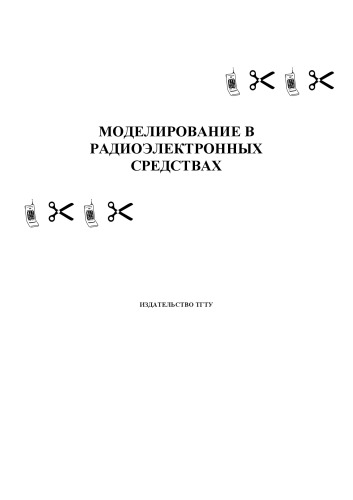 МОДЕЛИРОВАНИЕ В
РАДИОЭЛЕКТРОННЫХ
СРЕДСТВАХ
ИЗДАТЕЛЬСТВО ТГТУ